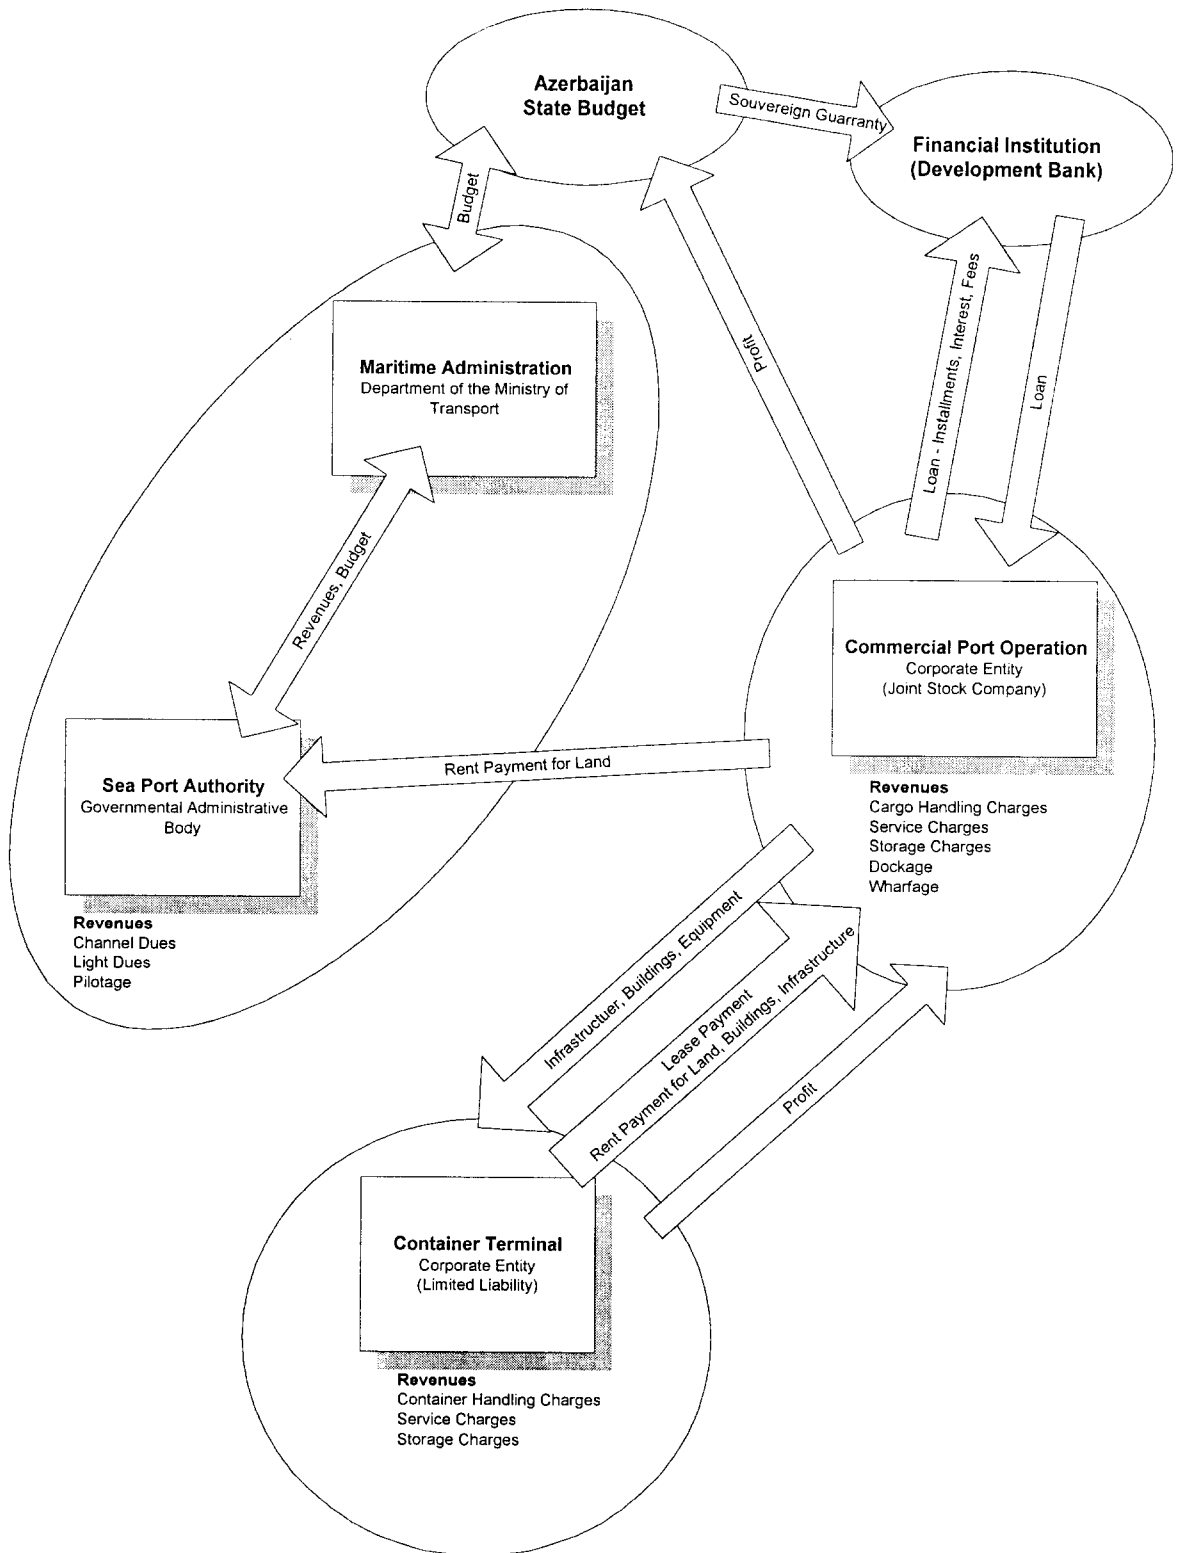 Azerbaijan
State Budget
Souvereign Guarranty
Financial Institution
(Development Bank)
Budget
Maritime Administration
Department of the Ministry of
Transport
Profit
Loan - Installments, Interest, Fees
Loan
Revenues, Budget
Commercial Port Operation
Corporate Entity
(Joint Stock Company)
Sea Port Authority
Governmental Administrative
Body
Rent Payment for Land
Revenues
Cargo Handling Charges
Service Charges
Storage Charges
Dockage
Wharfage
Revenues
Channel Dues
Light Dues
Pilotage
Infrastructuer, Buildings, Equipment
Lease Payment
Rent Payment for Land, Buildings, Infrastructure
Profit
Container Terminal
Corporate Entity
(Limited Liability)
Revenues
Container Handling Charges
Service Charges
Storage Charges